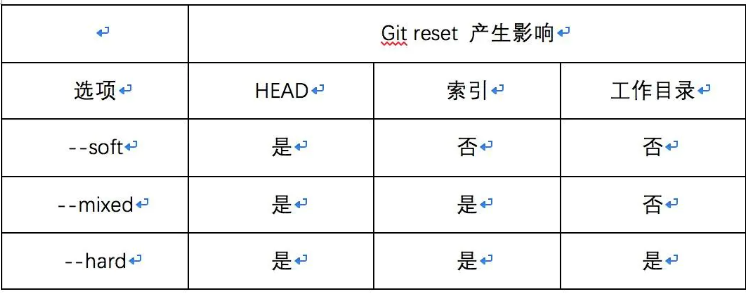 Git reset 产生影响
选项 HEAD 索引 工作目录
--soft 是 否 否
--mixed 是 是 否
--hard 是 是 是